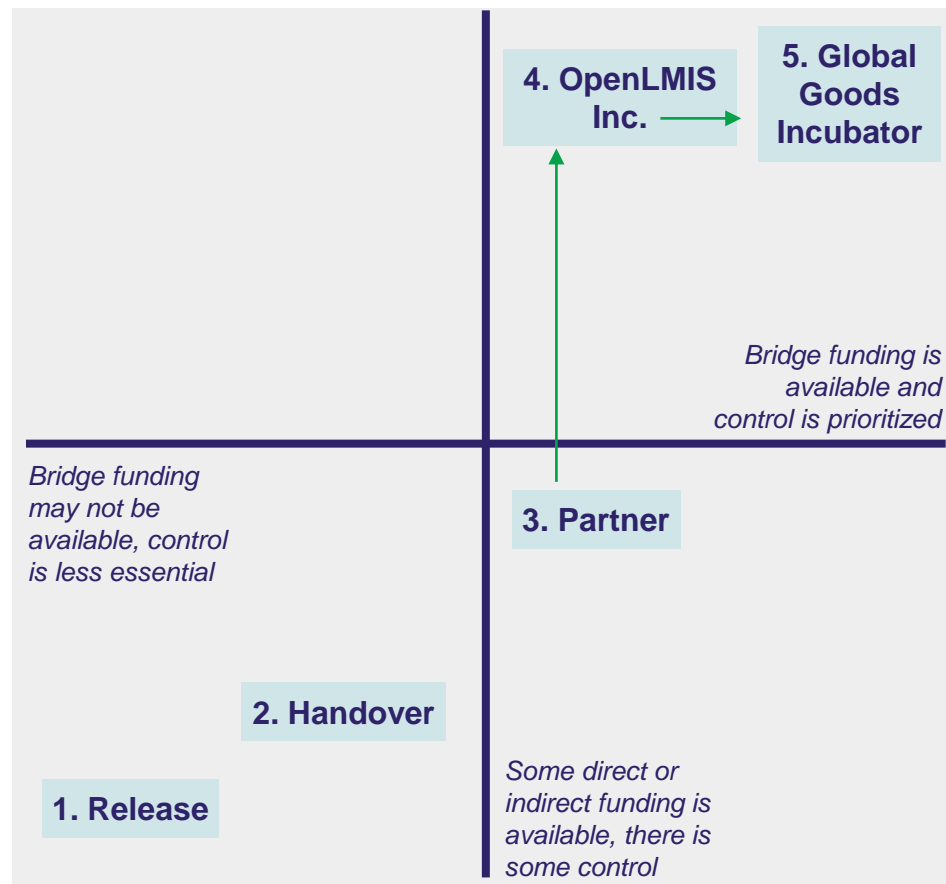 4. OpenLMIS
Inc.
5. Global
Goods
Incubator
Bridge funding is
available and
control is prioritized
Bridge funding
may not be
available, control
is less essential
3. Partner
2. Handover
1. Release
Some direct or
indirect funding is
available, there is
some control